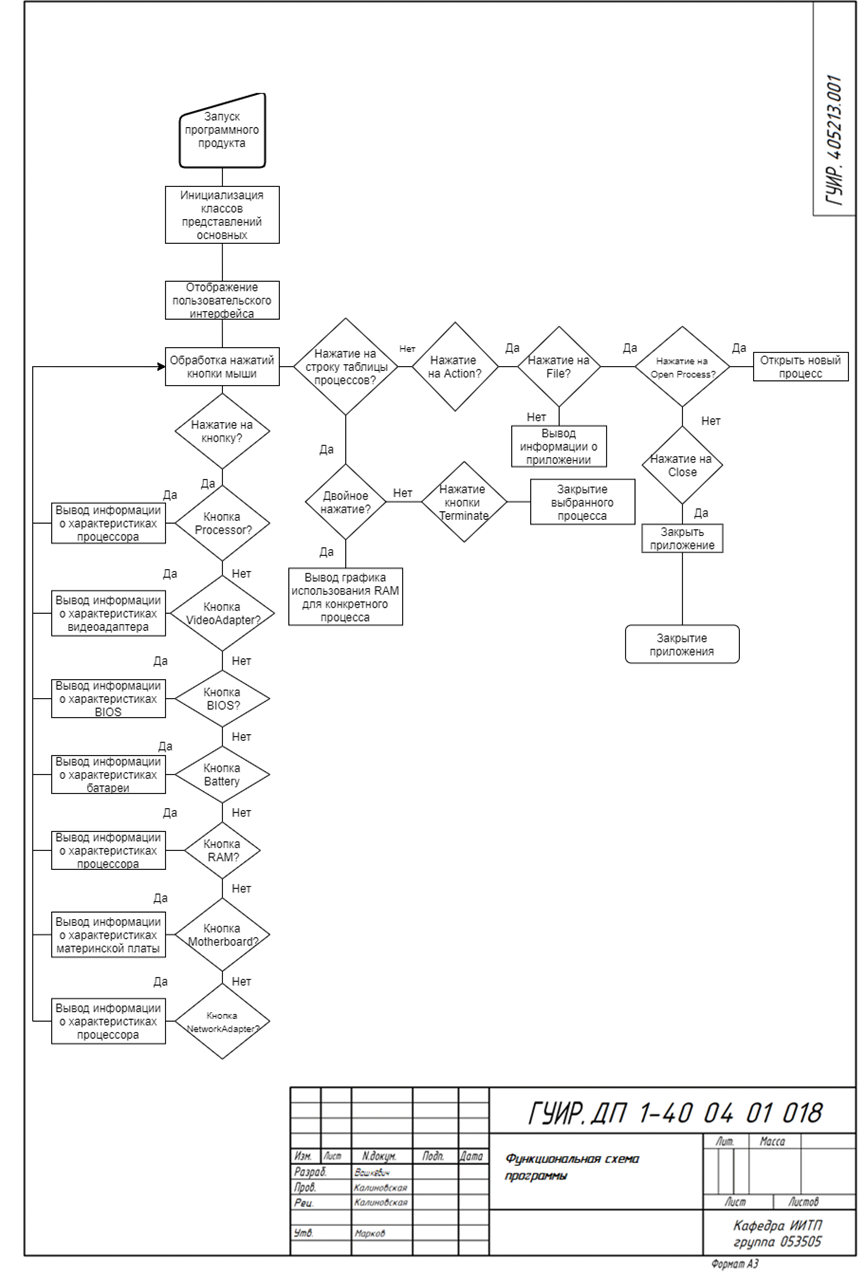 ГУИР. 405213.001
Запуск
программного
продукта
Инициализация
классов
представлений
основных
Отображение
пользовательского
интерфейса
Обработка нажатий
кнопки мыши
Нажатие на
строку таблицы
процессов?
Нет
Нажатие
на Action?
Да
Нажатие на
File?
Да
Нажатие на
Open Process?
Да
Открыть новый
процесс
Нет
Вывод
информации о
приложении
Нет
Нажатие на
Close
Да
Закрыть
приложение
Закрытие
приложения
Да
Двойное
нажатие?
Нет
Нажатие
кнопки
Terminate
Закрытие
выбранного
процесса
Да
Вывод графика
использования RAM
для конкретного
процесса
Нажатие на
кнопку?
Да
Кнопка
Processor?
Да
Вывод информации
о характеристиках
процессора
Нет
Кнопка
VideoAdapter?
Да
Вывод информации
о характеристиках
видеоадаптера
Нет
Кнопка
BIOS?
Да
Вывод информации
о характеристиках
BIOS
Нет
Кнопка
Battery
Да
Вывод информации
о характеристиках
батареи
Нет
Кнопка
RAM?
Да
Вывод информации
о характеристиках
процессора
Нет
Кнопка
Motherboard?
Да
Вывод информации
о характеристиках
материнской платы
Нет
Кнопка
NetworkAdapter?
Да
Вывод информации
о характеристиках
процессора
ГУИР. ДП 1-40 04 01 018
Изм. Лист N.докум. Подп. Дата
Разраб. Вашкевич
Пров. Калиновская
Рец. Калиновская
Утв. Марков
Функциональная схема
программы
Лит. Масса
Лист Листов
Кафедра ИИТП
группа 053505
Формат А3